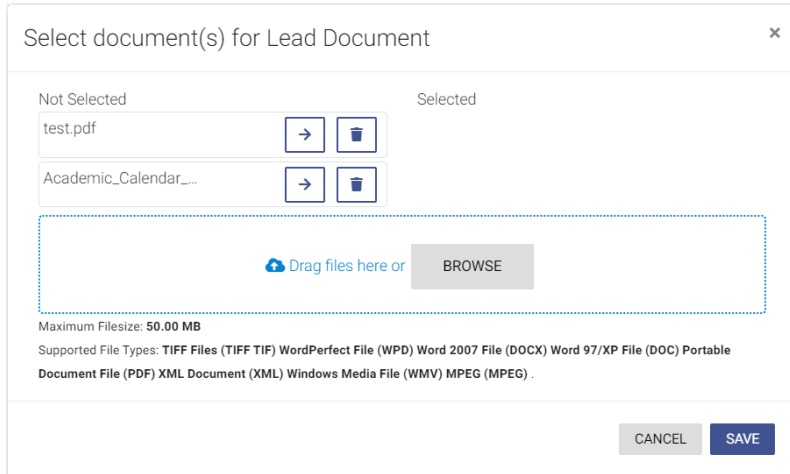 Select document(s) for Lead Document
×
Not Selected
Selected
test.pdf
Academic_Calendar_...
Drag files here or BROWSE
Maximum Filesize: 50.00 MB
Supported File Types: TIFF Files (TIFF TIF) WordPerfect File (WPD) Word 2007 File (DOCX) Word 97/XP File (DOC) Portable
Document File (PDF) XML Document (XML) Windows Media File (WMV) MPEG (MPEG) .
CANCEL
SAVE